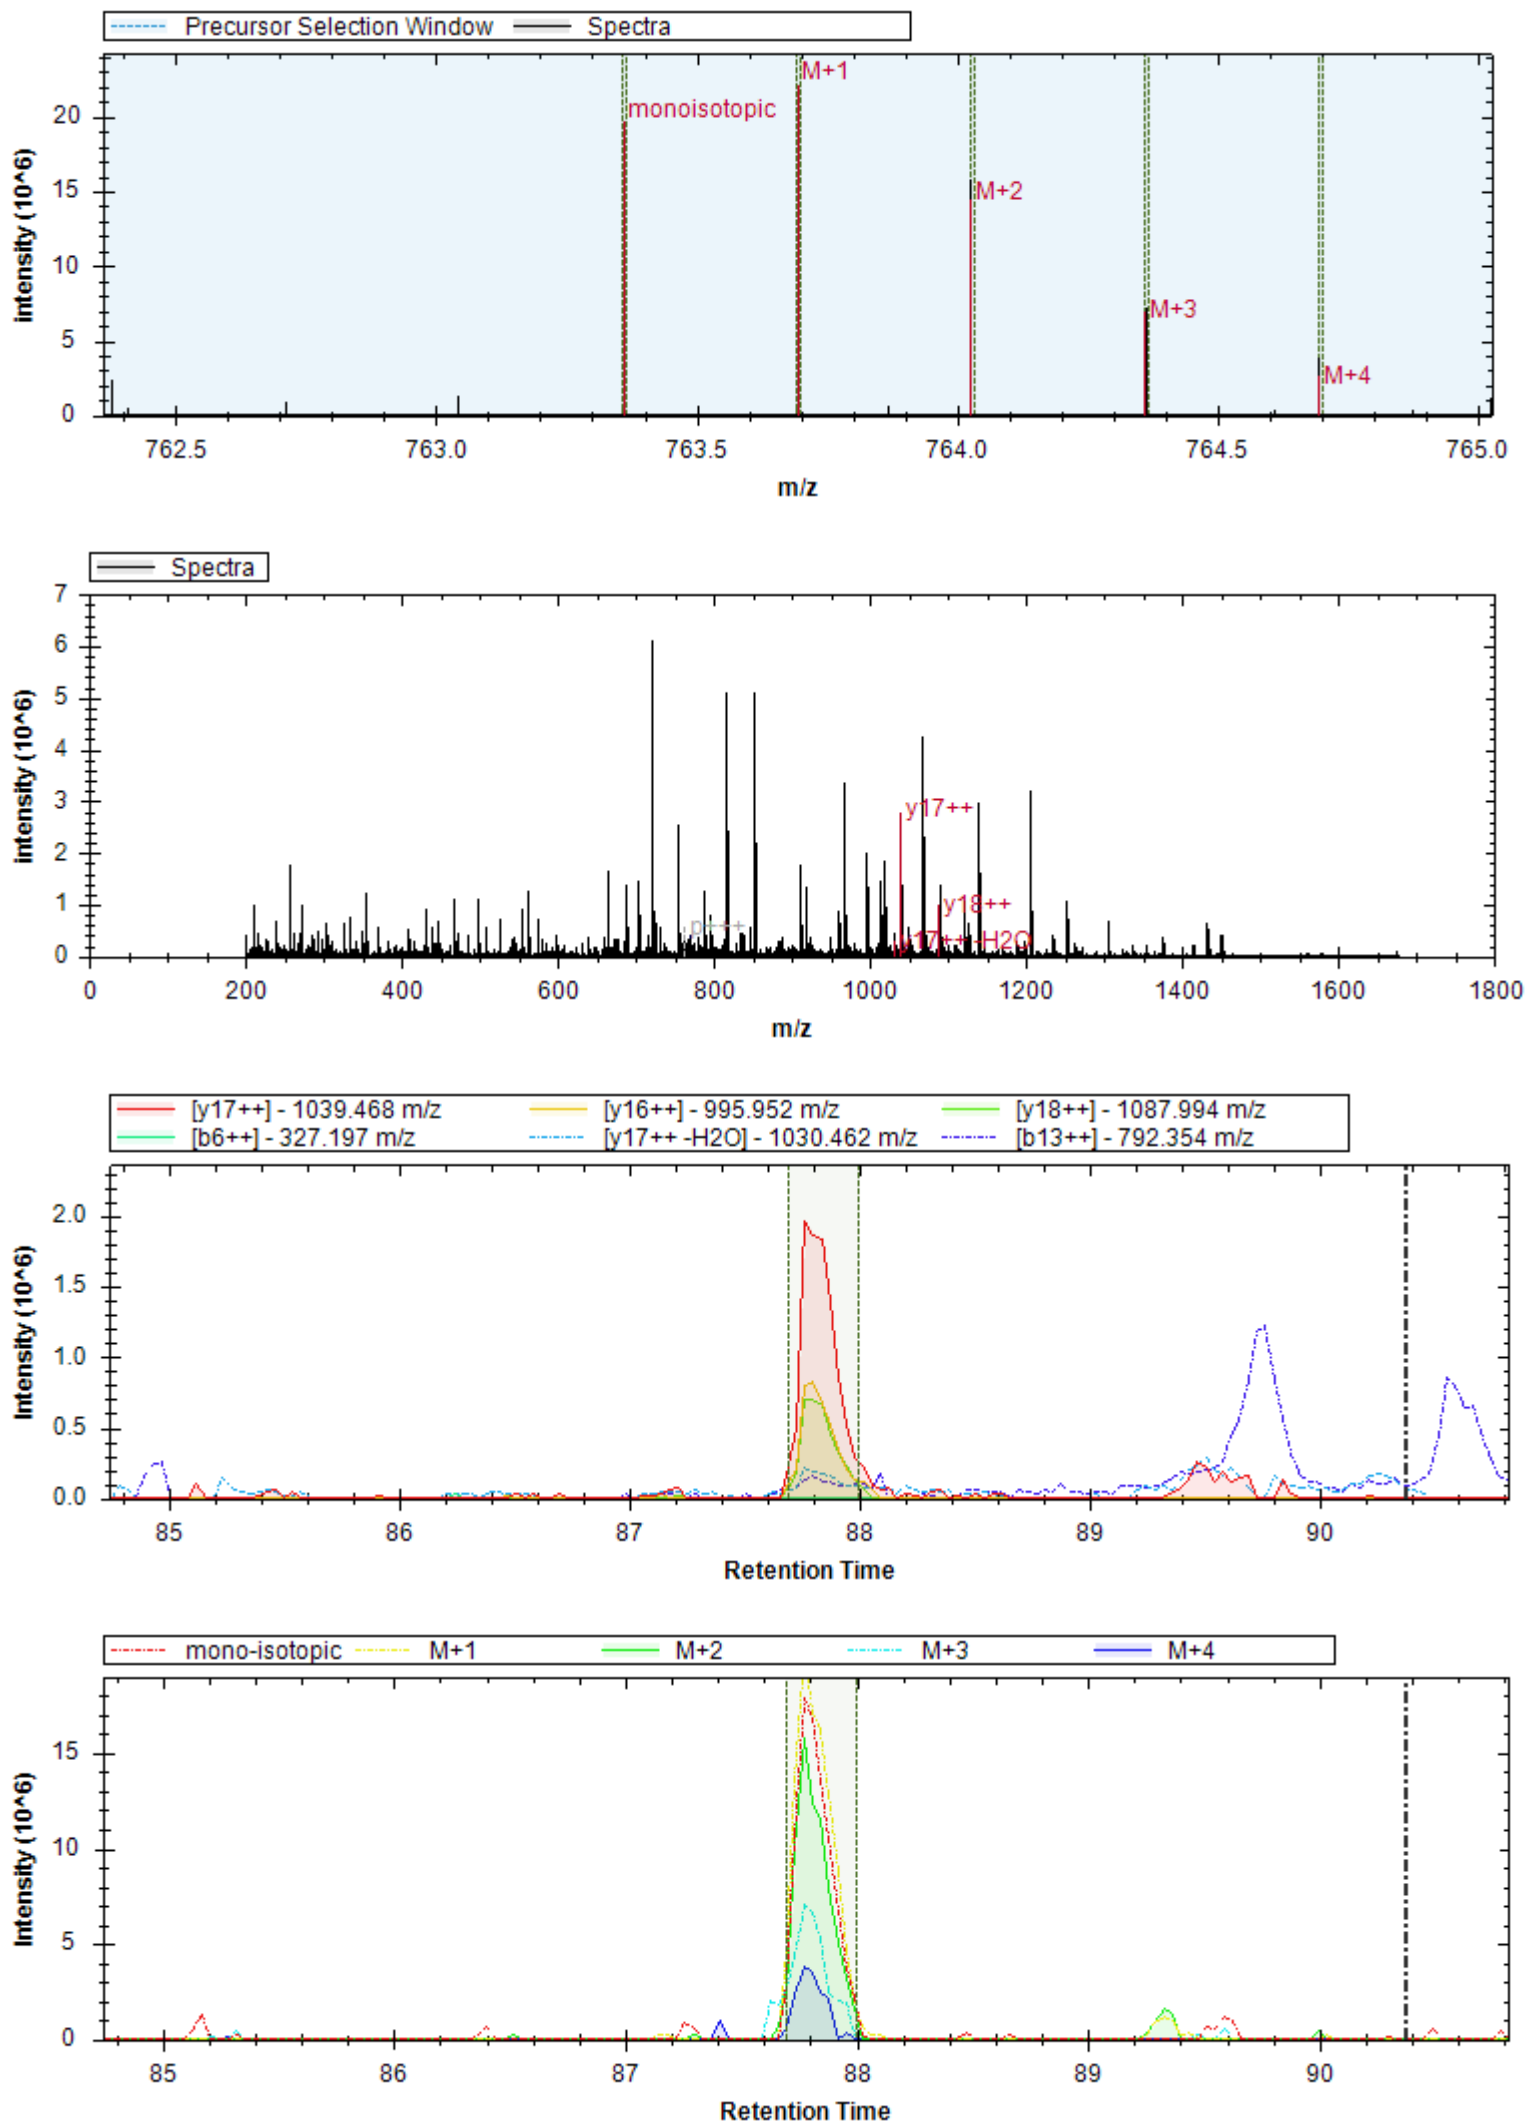 Precursor Selection Window Spectra
intensity (10^6)
20
15
10
5
0
monoisotopic
M+1
M+2
M+3
M+4
762.5 763.0 763.5 764.0 764.5 765.0
m/z
Spectra
intensity (10^6)
7
6
5
4
3
2
1
0
y17++
y18++
p+++
y17++ -H2O
0 200 400 600 800 1000 1200 1400 1600 1800
m/z
[y17++] - 1039.468 m/z [y16++] - 995.952 m/z [y18++] - 1087.994 m/z
[b6++] - 327.197 m/z [y17++ -H2O] - 1030.462 m/z [b13++] - 792.354 m/z
Intensity (10^6)
2.0
1.5
1.0
0.5
0.0
85 86 87 88 89 90
Retention Time
mono-isotopic M+1 M+2 M+3 M+4
Intensity (10^6)
15
10
5
0
85 86 87 88 89 90
Retention Time